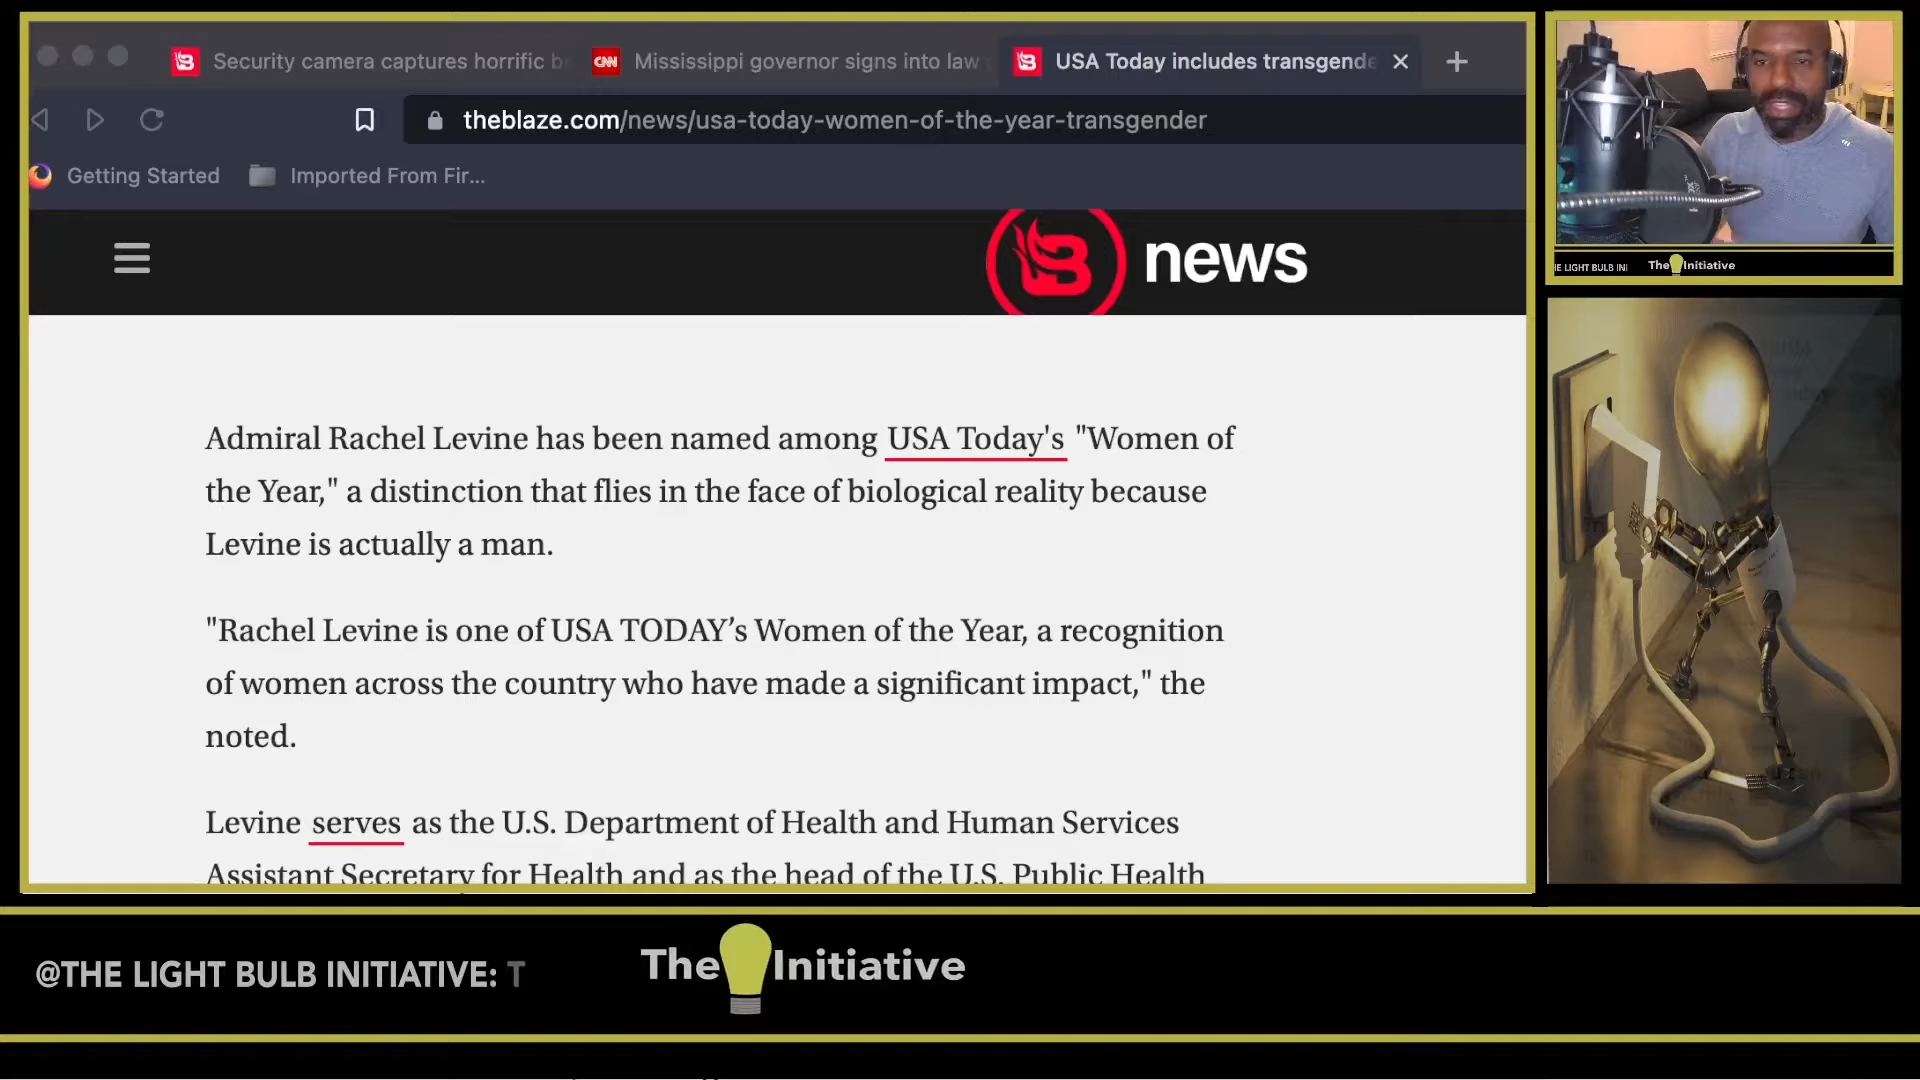 Security camera captures horrific b
CNN
Mississippi governor signs into law
USA Today includes transgende
theblaze.com/news/usa-today-women-of-the-year-transgender
Getting Started
Imported From Fir...
news
Admiral Rachel Levine has been named among USA Today's "Women of
the Year," a distinction that flies in the face of biological reality because
Levine is actually a man.
"Rachel Levine is one of USA TODAY’s Women of the Year, a recognition
of women across the country who have made a significant impact," the
noted.
Levine serves as the U.S. Department of Health and Human Services
Assistant Secretary for Health and as the head of the U.S. Public Health
HE LIGHT BULB INI
The Initiative
@THE LIGHT BULB INITIATIVE: T
The Initiative